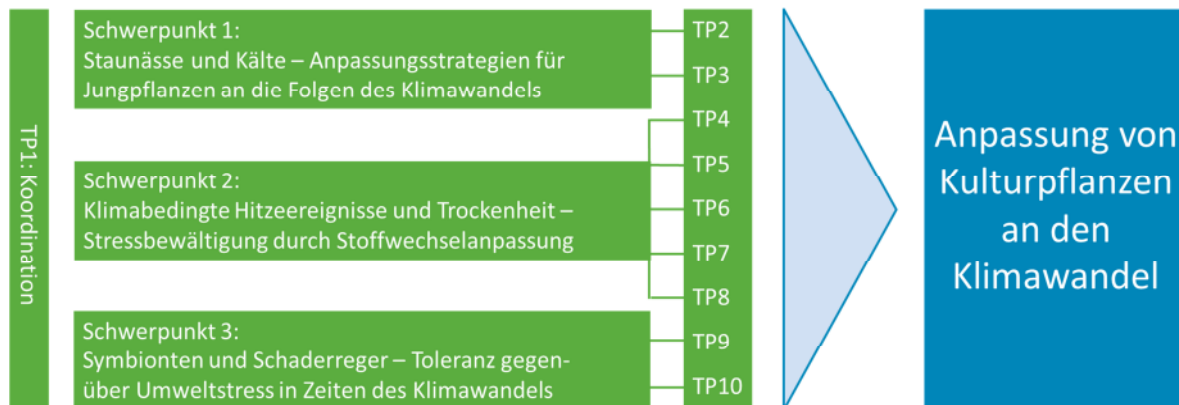 TP1: Koordination
Schwerpunkt 1:
Staunässe und Kälte – Anpassungsstrategien für
Jungpflanzen an die Folgen des Klimawandels
Schwerpunkt 2:
Klimabedingte Hitzeereignisse und Trockenheit –
Stressbewältigung durch Stoffwechselanpassung
Schwerpunkt 3:
Symbionten und Schaderreger – Toleranz gegen-
über Umweltstress in Zeiten des Klimawandels
TP2
TP3
TP4
TP5
TP6
TP7
TP8
TP9
TP10
Anpassung von
Kulturpflanzen
an den
Klimawandel